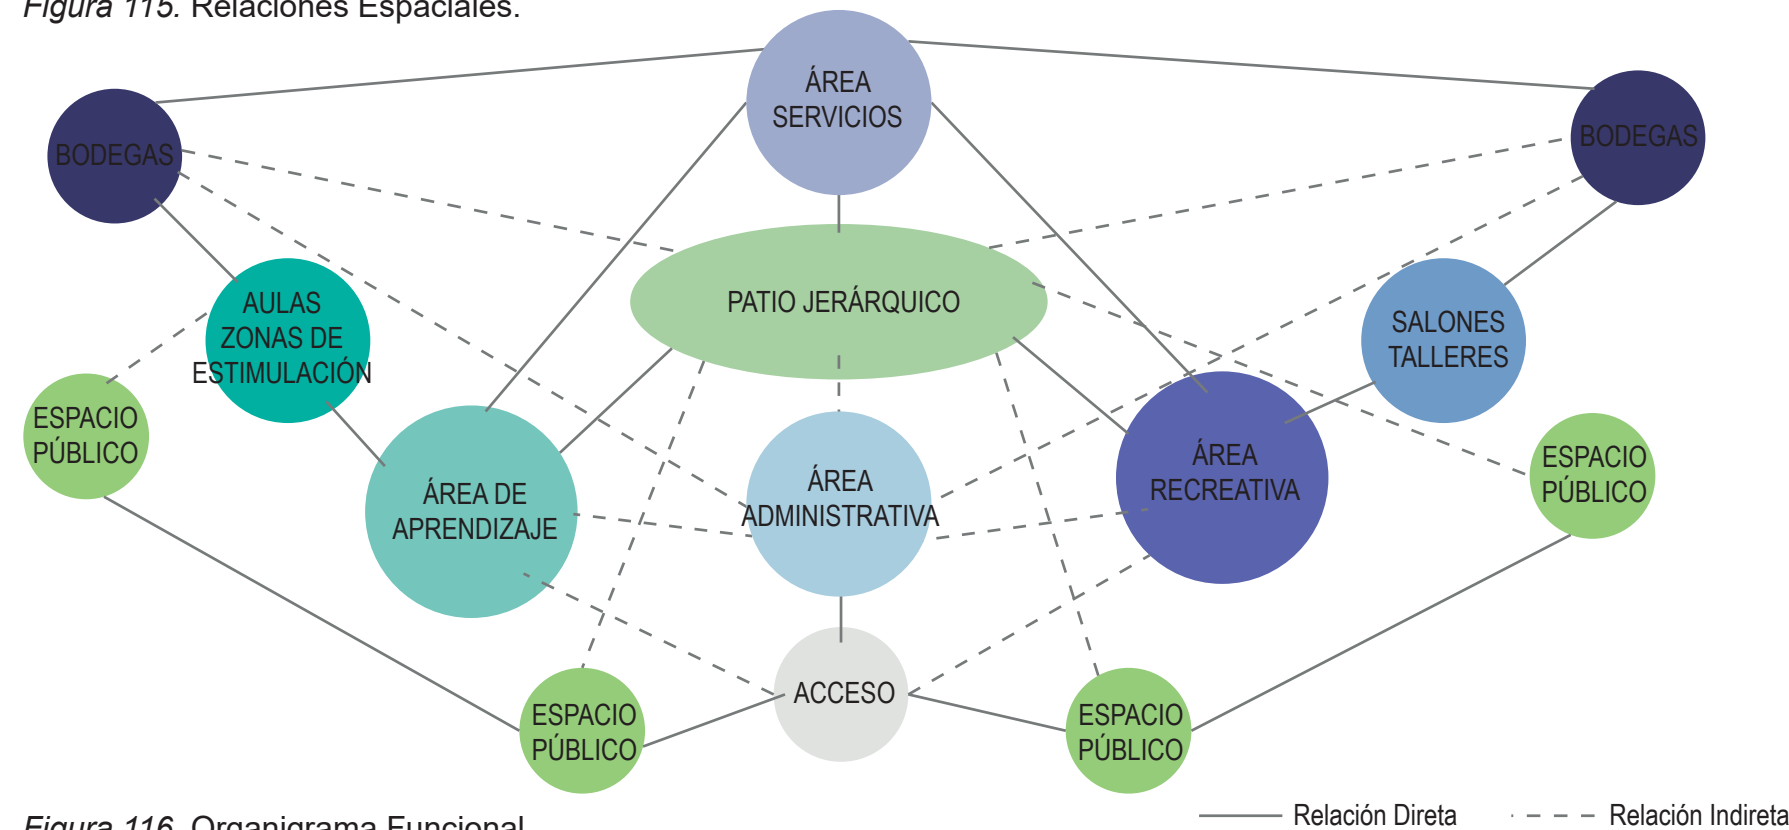 Figura 115. Relaciones Espaciales.
ÁREA
SERVICIOS
BODEGAS
BODEGAS
AULAS
ZONAS DE
ESTIMULACIÓN
PATIO JERÁRQUICO
SALONES
TALLERES
ESPACIO
PÚBLICO
ÁREA DE
APRENDIZAJE
ÁREA
ADMINISTRATIVA
ÁREA
RECREATIVA
ESPACIO
PÚBLICO
ESPACIO
PÚBLICO
ACCESO
ESPACIO
PÚBLICO
Relación Direta
Relación Indireta
Figura 116. Organigrama Funcional